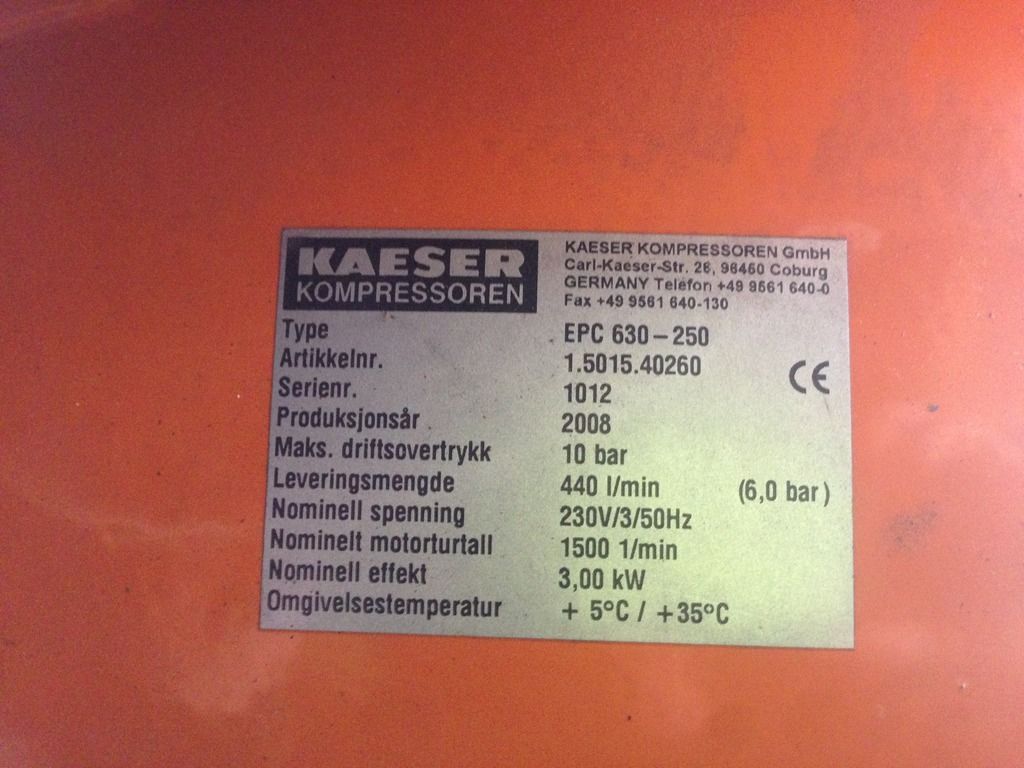 KAESER
KOMPRESSOREN
KAESER KOMPRESSOREN GmbH
Carl-Kaeser-Str. 26, 96450 Coburg
GERMANY Telefon +49 9561 640-0
Fax +49 9561 640-130
Type EPC 630-250
Artikkelnr. 1.5015.40260
Serienr. 1012
Produksjonsår 2008
Maks. driftsovertrykk 10 bar
Leveringsmengde 440 l/min (6,0 bar)
Nominell spenning 230V/3/50Hz
Nominelt motorturtall 1500 1/min
Nominell effekt 3,00 kW
Omgivelsestemperatur + 5°C / +35°C
CE